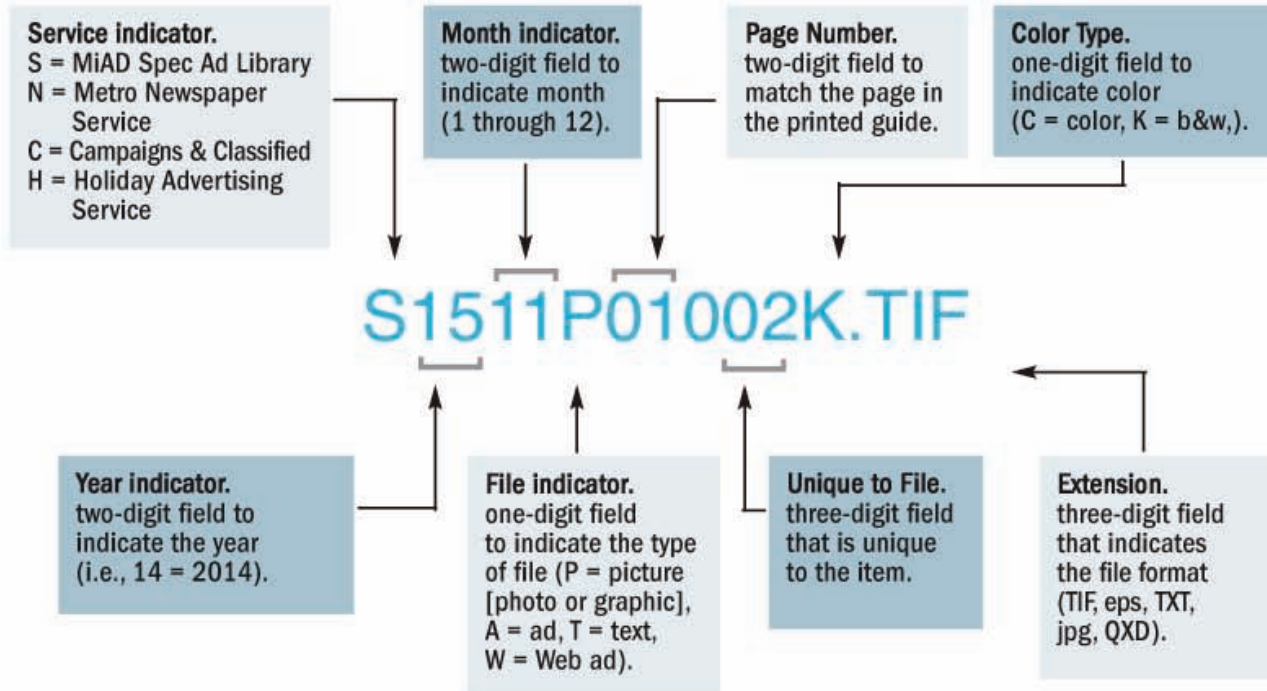 Service indicator.
S = MiAD Spec Ad Library
N = Metro Newspaper
Service
C = Campaigns & Classified
H = Holiday Advertising
Service
Month indicator.
two-digit field to
indicate month
(1 through 12).
Page Number.
two-digit field to
match the page in
the printed guide.
Color Type.
one-digit field to
indicate color
(C = color, K = b&w,).
S1511P01002K.TIF
Year indicator.
two-digit field to
indicate the year
(i.e., 14 = 2014).
File indicator.
one-digit field
to indicate the type
of file (P = picture
[photo or graphic],
A = ad, T = text,
W = Web ad).
Unique to File.
three-digit field
that is unique
to the item.
Extension.
three-digit field
that indicates
the file format
(TIF, eps, TXT,
jpg, QXD).